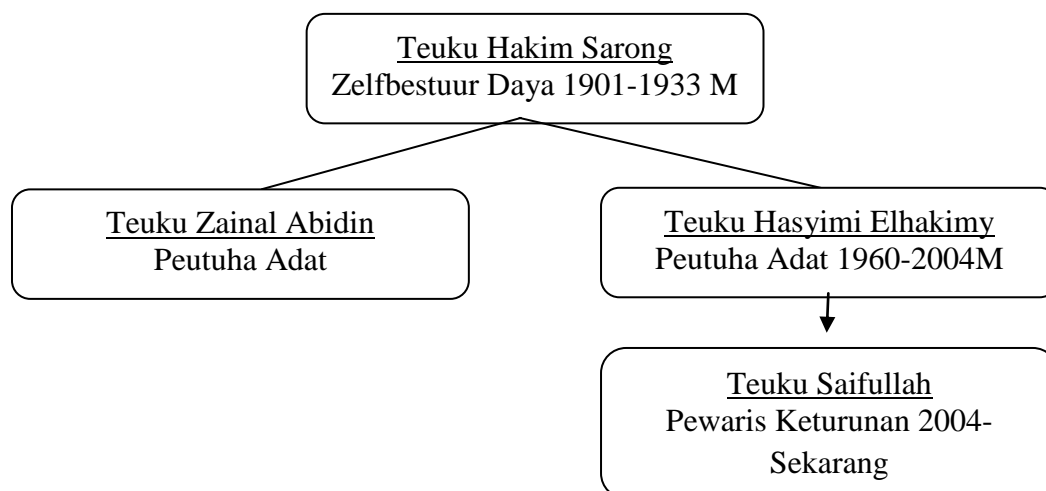 Teuku Hakim Sarong
Zelfbestuur Daya 1901-1933 M
Teuku Zainal Abidin
Peutuha Adat
Teuku Hasyimi Elhakimy
Peutuha Adat 1960-2004M
Teuku Saifullah
Pewaris Keturunan 2004-
Sekarang